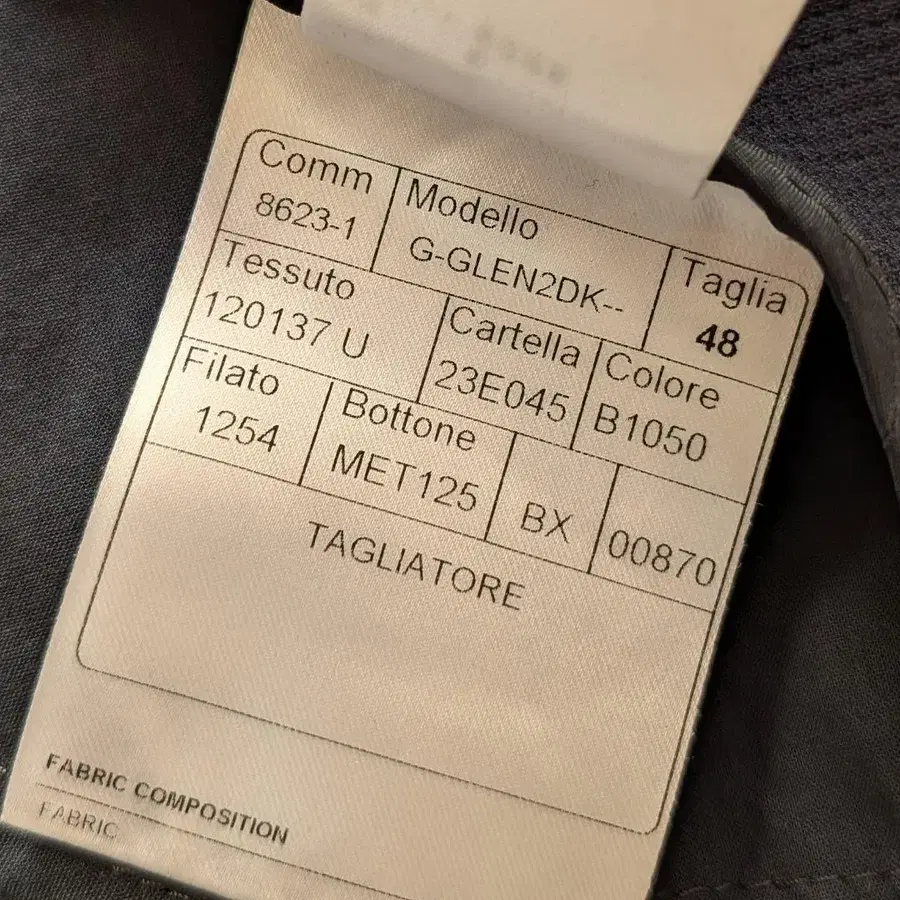 Comm
8623-1
Modello
G-GLEN2DK--
Taglia
48
Tessuto
120137 U
Cartella
23E045
Colore
B1050
Filato
1254
Bottone
MET125
BX
00870
TAGLIATORE
FABRIC COMPOSITION
FABRIC